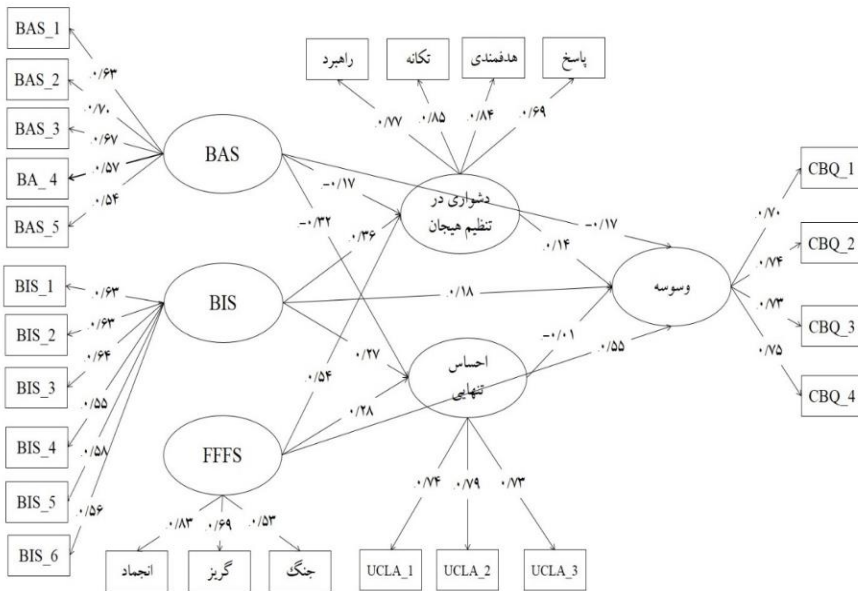 BAS_1
BAS_2
BAS_3
BA_4
BAS_5
۰/۶۳
۰/۷۰
۰/۶۷
۰/۵۷
۰/۵۴
BAS
راهبرد
تکانه
هدفمندی
پاسخ
۰/۷۷
۰/۸۵
۰/۸۴
۰/۶۹
دشواری در
تنظیم هیجان
-۰/۱۷
-۰/۳۲
۰/۳۶
-۰/۱۷
۰/۱۴
BIS_1
BIS_2
BIS_3
BIS_4
BIS_5
BIS_6
۰/۶۳
۰/۶۳
۰/۶۴
۰/۵۵
۰/۵۸
۰/۵۶
BIS
۰/۱۸
۰/۲۷
۰/۵۴
۰/۲۸
-۰/۰۱
۰/۵۵
وسوسه
۰/۷۰
۰/۷۴
۰/۷۳
۰/۷۵
CBQ_1
CBQ_2
CBQ_3
CBQ_4
احساس
تنهایی
FFFS
۰/۸۳
۰/۶۹
۰/۵۳
انجماد
گریز
جنگ
۰/۷۴
۰/۷۹
۰/۷۳
UCLA_1
UCLA_2
UCLA_3